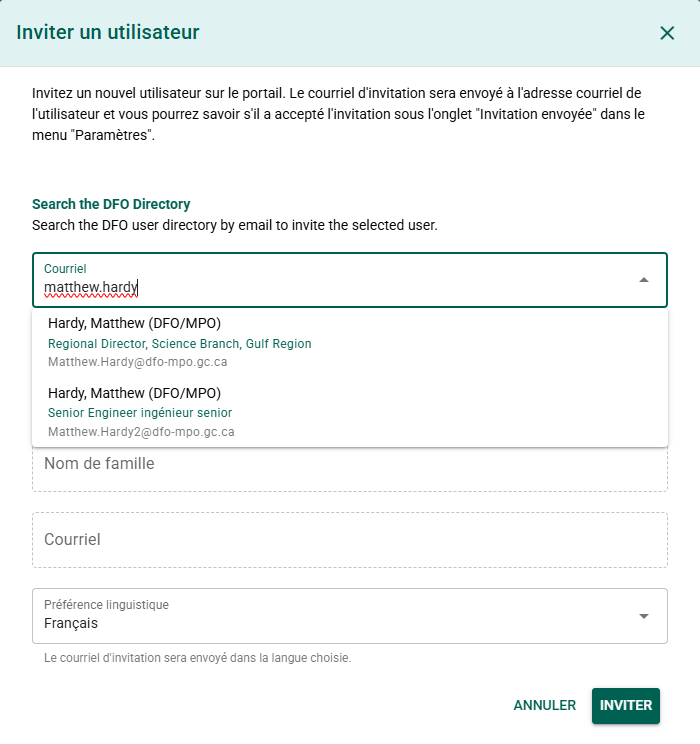 Inviter un utilisateur
Invitez un nouvel utilisateur sur le portail. Le courriel d'invitation sera envoyé à l'adresse courriel de
l'utilisateur et vous pourrez savoir s'il a accepté l'invitation sous l'onglet "Invitation envoyée" dans le
menu "Paramètres".
Search the DFO Directory
Search the DFO user directory by email to invite the selected user.
Courriel
matthew.hardy
Hardy, Matthew (DFO/MPO)
Regional Director, Science Branch, Gulf Region
Matthew.Hardy@dfo-mpo.gc.ca
Hardy, Matthew (DFO/MPO)
Senior Engineer ingénieur senior
Matthew.Hardy2@dfo-mpo.gc.ca
Nom de famille
Courriel
Préférence linguistique
Français
Le courriel d'invitation sera envoyé dans la langue choisie.
ANNULER INVITER